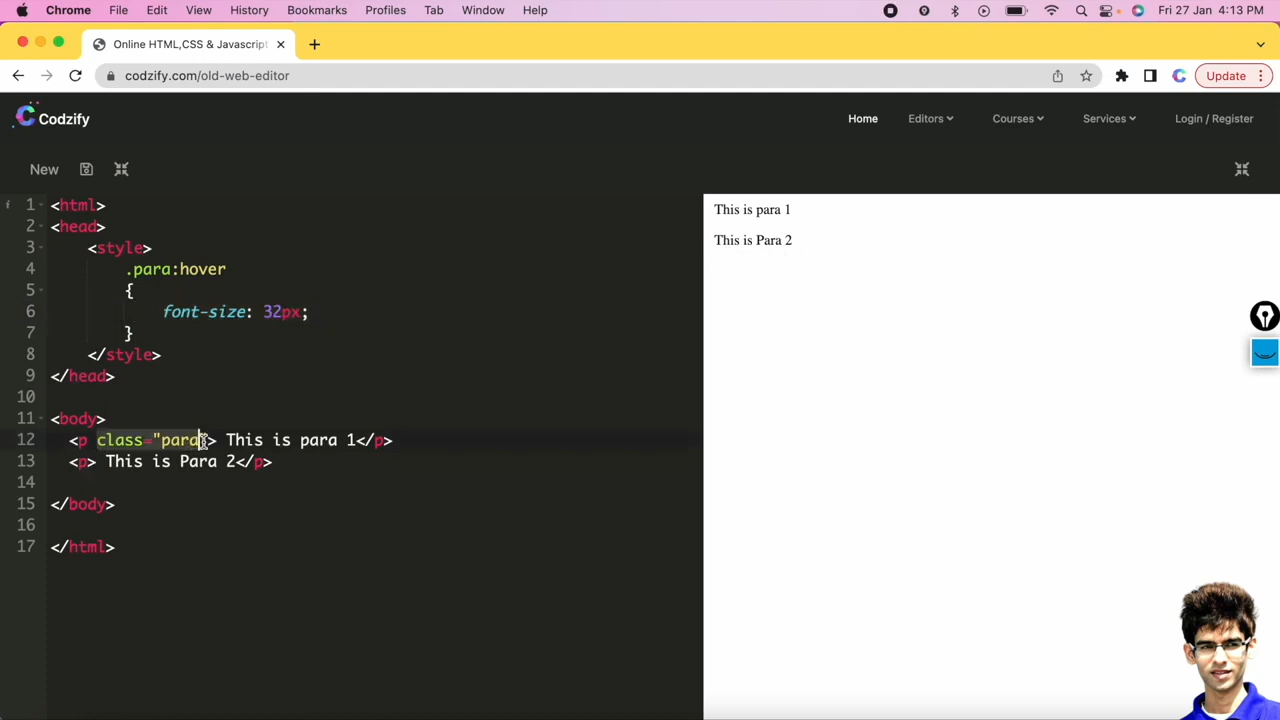 Chrome File Edit View History Bookmarks Profiles Tab Window Help Fri 27 Jan 4:13 PM
Online HTML,CSS & Javascript
codzify.com/old-web-editor Update
Codzify Home Editors Courses Services Login / Register
New
1 <html>
2 <head>
3 <style>
4 .para:hover
5 {
6 font-size: 32px;
7 }
8 </style>
9 </head>
10
11 <body>
12 <p class="para"> This is para 1</p>
13 <p> This is Para 2</p>
14
15 </body>
16
17 </html>
This is para 1
This is Para 2